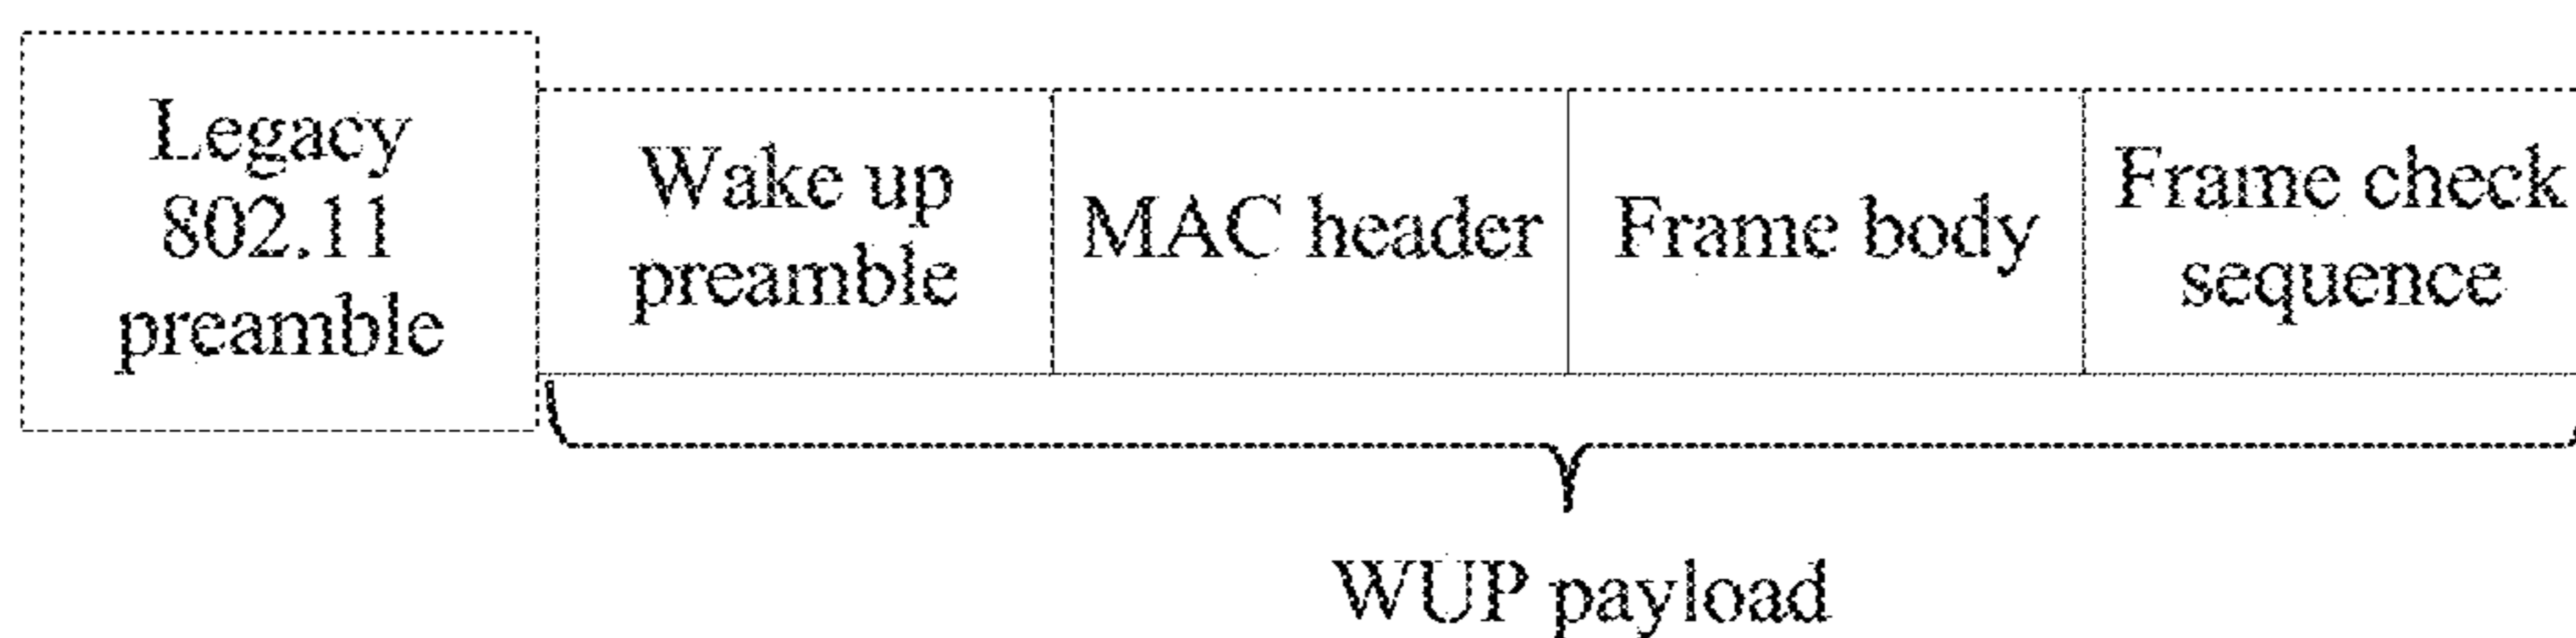 Legacy
802.11
preamble
Wake up
preamble
MAC header
Frame body
Frame check
sequence
WUP payload